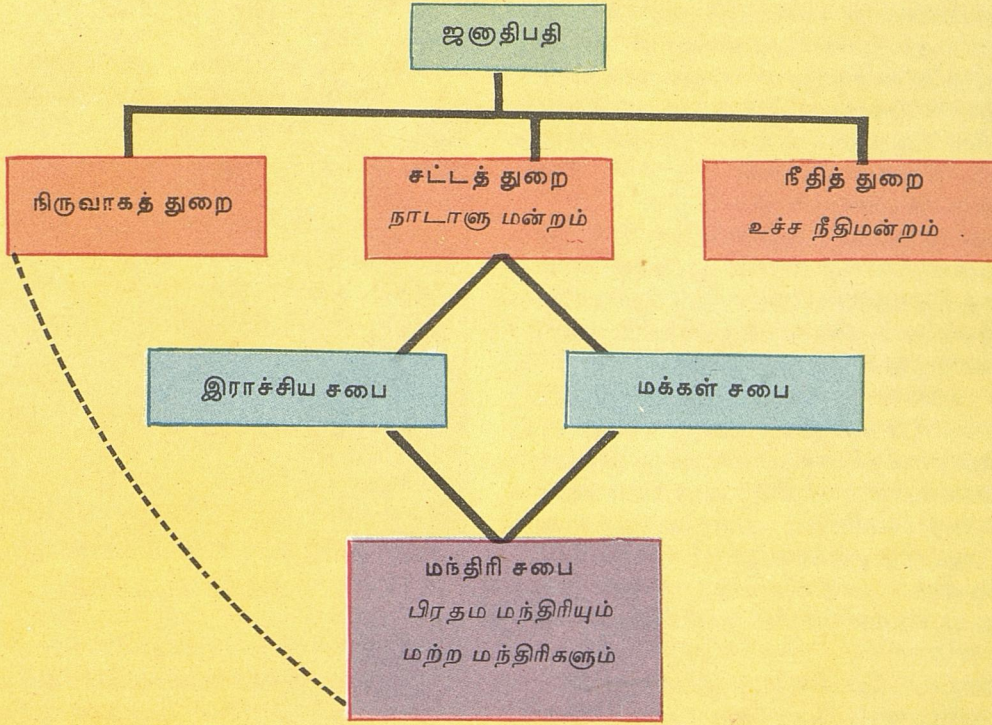 ஜனாதிபதி
நிருவாகத் துறை
சட்டத் துறை
நாடாளு மன்றம்
நீதித் துறை
உச்ச நீதிமன்றம்
இராச்சிய சபை
மக்கள் சபை
மந்திரி சபை
பிரதம மந்திரியும்
மற்ற மந்திரிகளும்